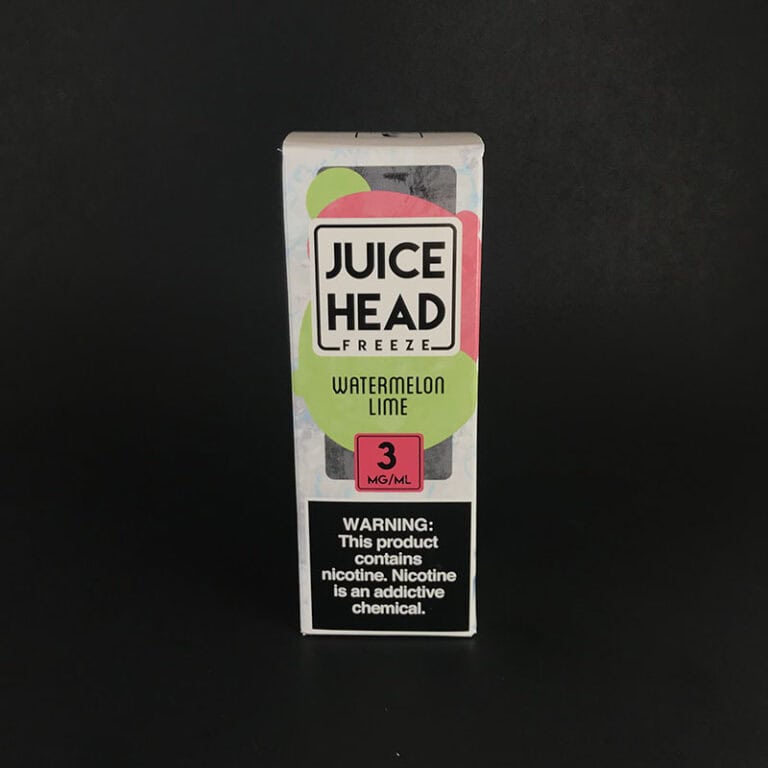 JUICE
HEAD
FREEZE
WATERMELON
LIME
3
MG/ML
WARNING:
This product
contains
nicotine. Nicotine
is an addictive
chemical.